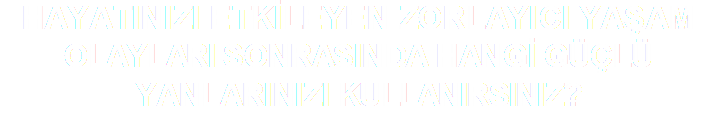 HAYATINIZI ETKİLEYEN ZORLAYICI YAŞAM
OLAYLARI SONRASINDA HANGİ GÜÇLÜ
YANLARINIZI KULLANIRSINIZ?